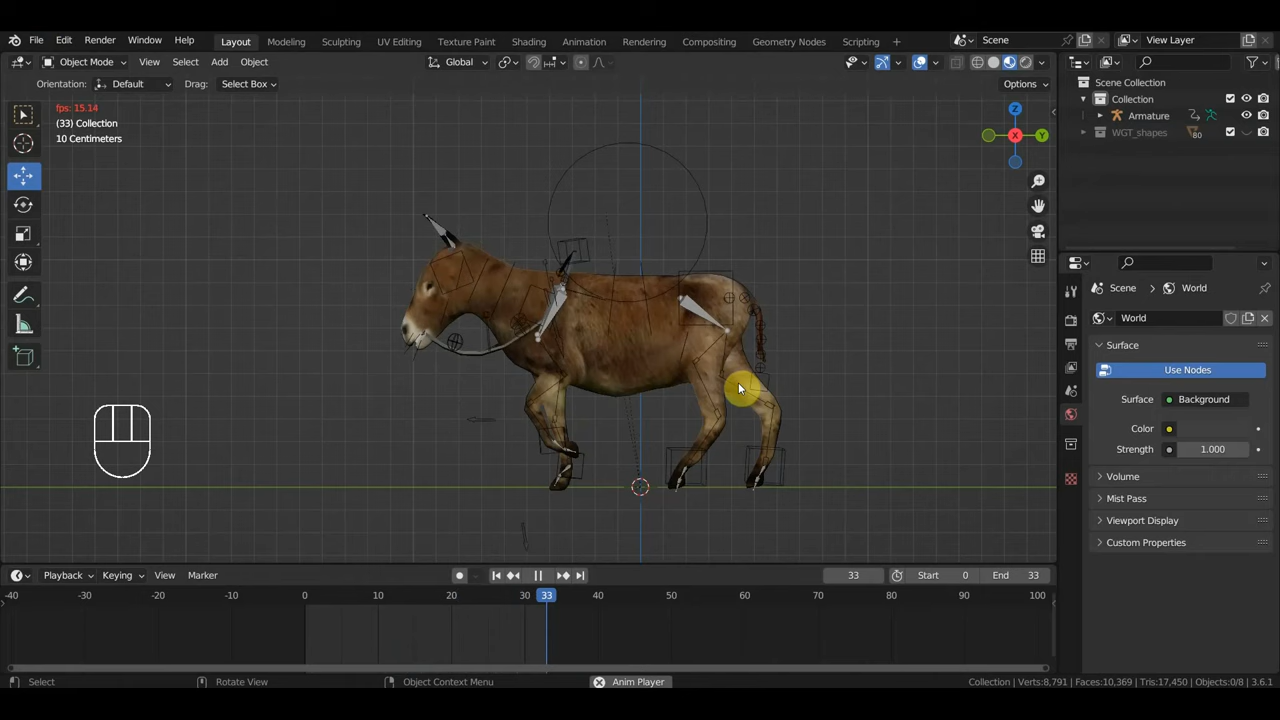 File Edit Render Window Help Layout Modeling Sculpting UV Editing Texture Paint Shading Animation Rendering Compositing Geometry Nodes Scripting + Scene View Layer
Object Mode View Select Add Object Global
Orientation: Default Drag: Select Box Options
fps: 15.14
(33) Collection
10 Centimeters
Z
X
Y
Scene Collection
Collection
Armature
WGT_shapes 80
Scene > World
World
Surface
Use Nodes
Surface Background
Color
Strength 1.000
Volume
Mist Pass
Viewport Display
Custom Properties
Playback Keying View Marker 33 Start 0 End 33
-40 -30 -20 -10 0 10 20 30 33 40 50 60 70 80 90 100
Select Rotate View Object Context Menu Anim Player Collection | Verts:8,791 | Faces:10,369 | Tris:17,450 | Objects:0/8 | 3.6.1